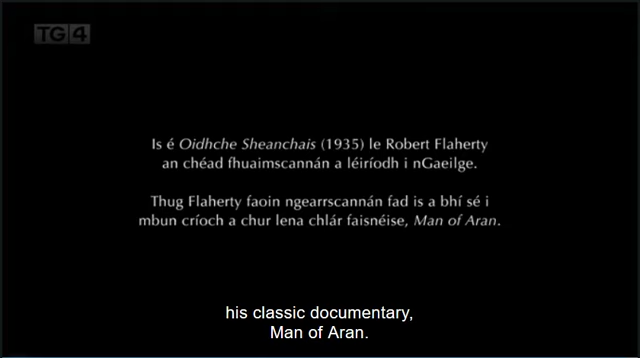 TG4
Is é Oidhche Sheanchais (1935) le Robert Flaherty
an chéad fhuaimscannán a léiríodh i nGaeilge.
Thug Flaherty faoin ngearrscannán fad is a bhí sé i
mbun críoch a chur lena chlár faisnéise, Man of Aran.
his classic documentary,
Man of Aran.